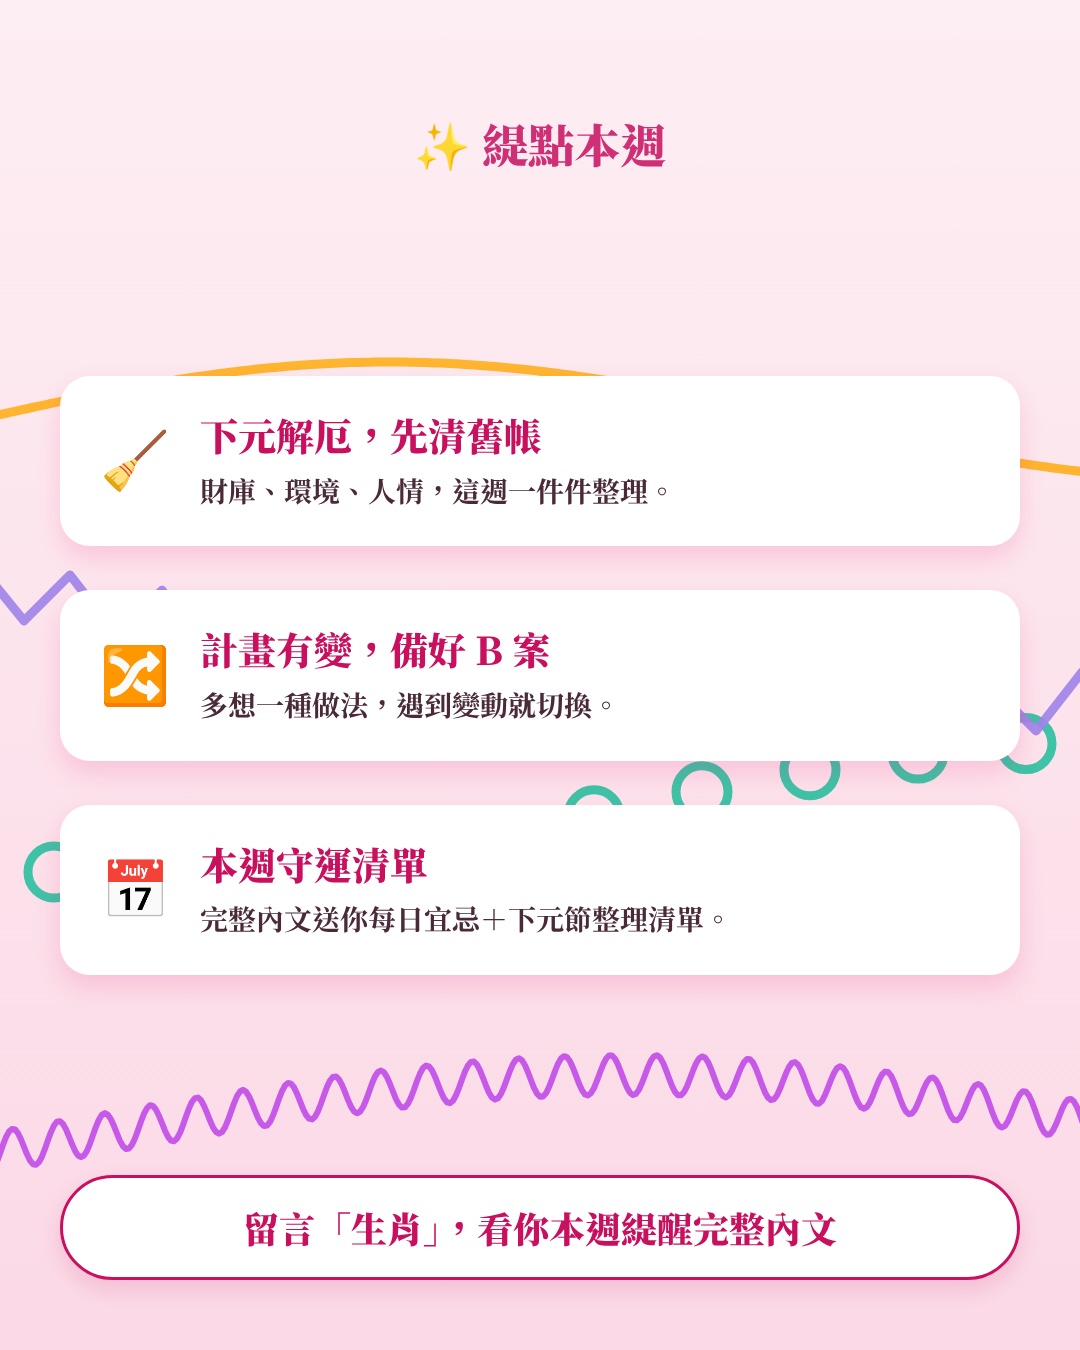 ✨ 緹點本週
下元解厄，先清舊帳
財庫、環境、人情，這週一件件整理。
計畫有變，備好 B 案
多想一種做法，遇到變動就切換。
July
17
本週守運清單
完整內文送你每日宜忌＋下元節整理清單。
留言「生肖」，看你本週緹醒完整內文